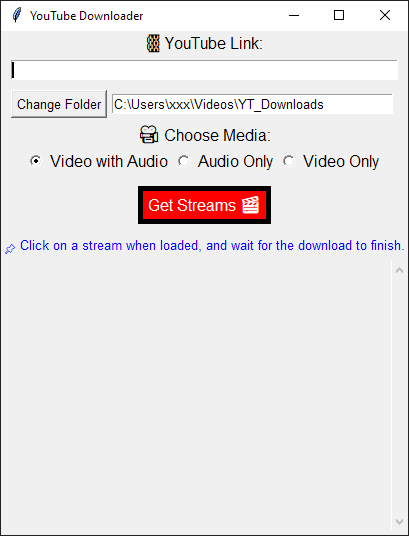 YouTube Downloader
YouTube Link:
Change Folder C:\Users\xxx\Videos\YT_Downloads
Choose Media:
Video with Audio Audio Only Video Only
Get Streams
Click on a stream when loaded, and wait for the download to finish.